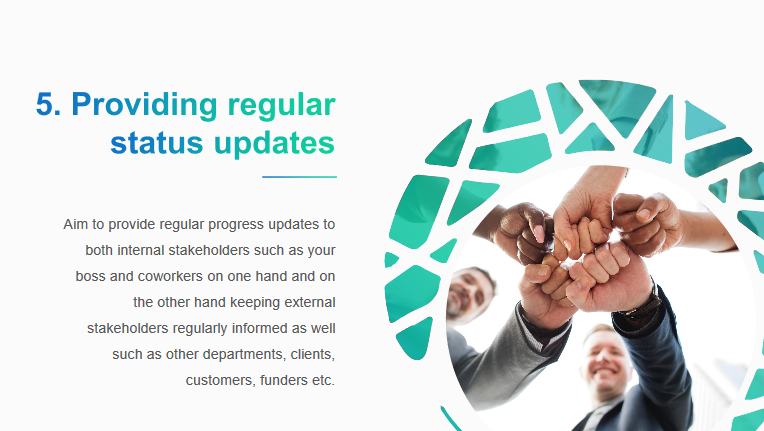 5. Providing regular
status updates
Aim to provide regular progress updates to
both internal stakeholders such as your
boss and coworkers on one hand and on
the other hand keeping external
stakeholders regularly informed as well
such as other departments, clients,
customers, funders etc.